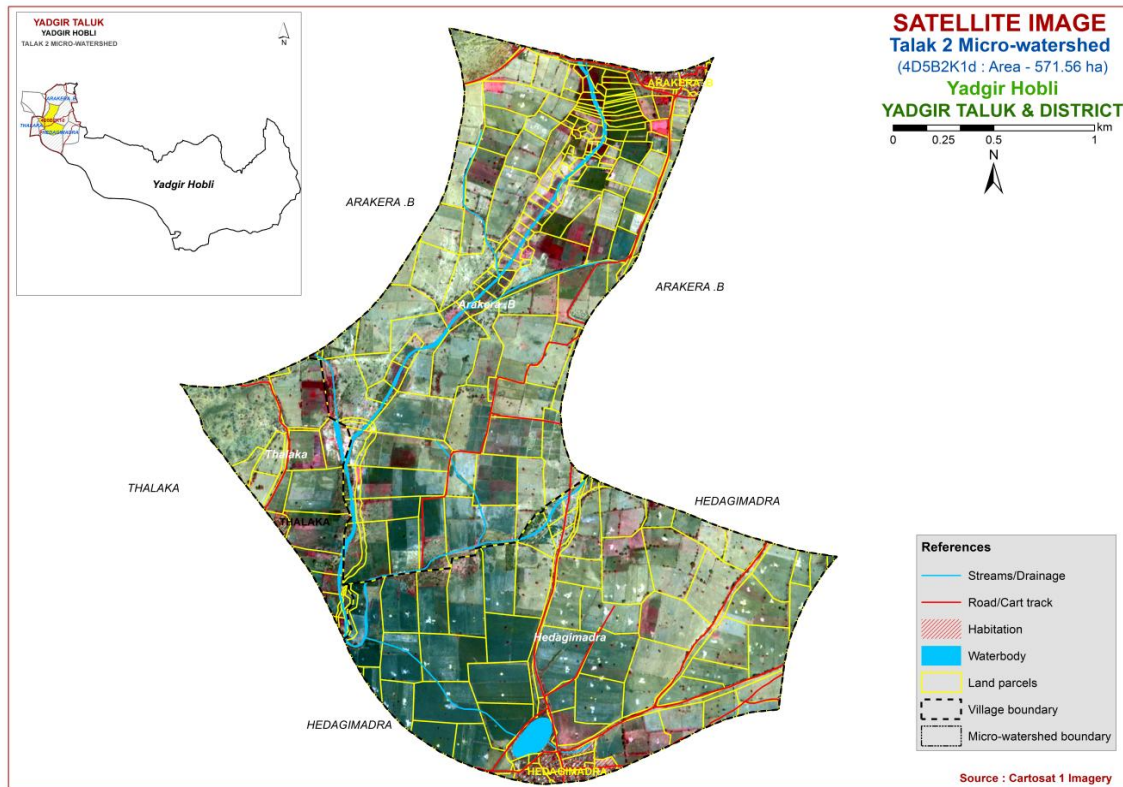 YADGIR TALUK
YADGIR HOBLI
TALAK 2 MICRO-WATERSHED
N
ARAKERA .B
THALAKA
HEDAGIMADRA
Yadgir Hobli
SATELLITE IMAGE
Talak 2 Micro-watershed
(4D5B2K1d : Area - 571.56 ha)
Yadgir Hobli
YADGIR TALUK & DISTRICT
km
0 0.25 0.5 1
N
ARAKERA .B
ARAKERA .B
ARAKERA .B
Arakera .B
Thalaka
THALAKA
THALAKA
HEDAGIMADRA
Hedagimadra
HEDAGIMADRA
HEDAGIMADRA
References
Streams/Drainage
Road/Cart track
Habitation
Waterbody
Land parcels
Village boundary
Micro-watershed boundary
Source : Cartosat 1 Imagery